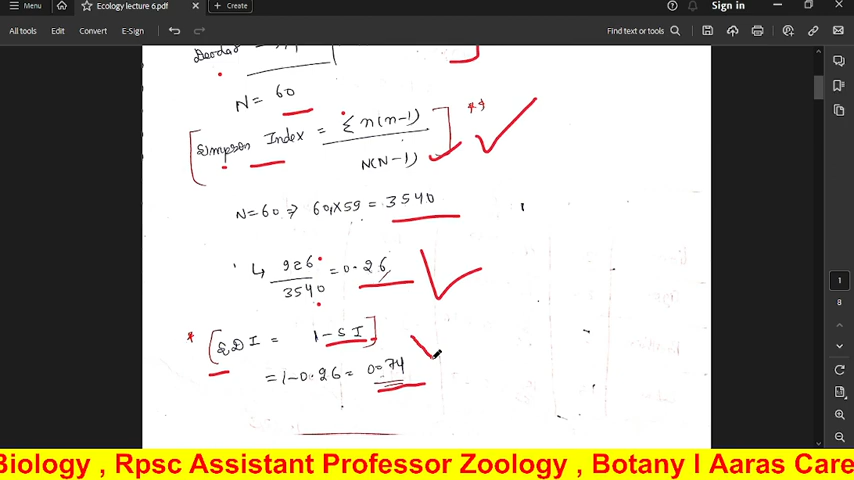 Menu
Ecology lecture 6.pdf
+ Create
Sign in
All tools Edit Convert E-Sign
Find text or tools
Deodar
N= 60
Simpson Index = Σ n(n-1)
N(N-1)
N=60 ⇒ 60×59 = 3540
↳ 926
3540
= 0.26
* [SDI = 1-SI]
= 1-0.26 = 0.74
1
8
Biology , Rpsc Assistant Professor Zoology , Botany I Aaras Care